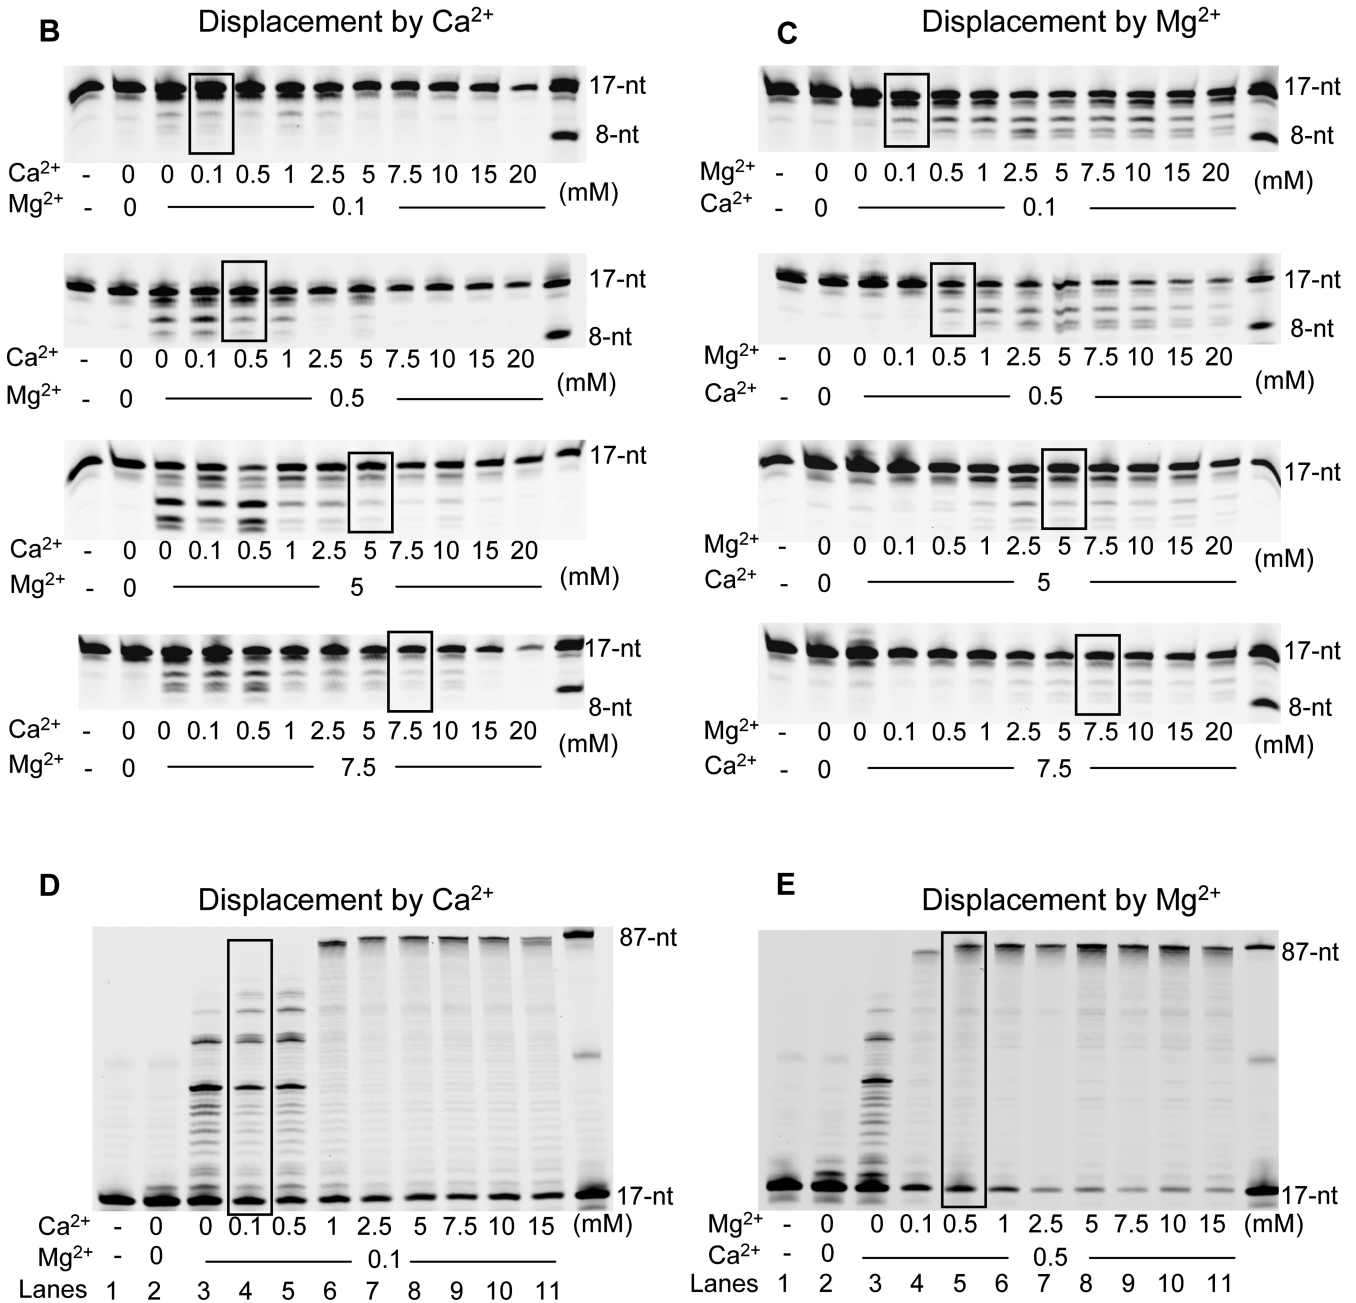 B Displacement by Ca2+
17-nt
8-nt
Ca2+ - 0 0 0.1 0.5 1 2.5 5 7.5 10 15 20 (mM)
Mg2+ - 0 0.1
17-nt
8-nt
Ca2+ - 0 0 0.1 0.5 1 2.5 5 7.5 10 15 20 (mM)
Mg2+ - 0 0.5
17-nt
Ca2+ - 0 0 0.1 0.5 1 2.5 5 7.5 10 15 20 (mM)
Mg2+ - 0 5
17-nt
8-nt
Ca2+ - 0 0 0.1 0.5 1 2.5 5 7.5 10 15 20 (mM)
Mg2+ - 0 7.5
C Displacement by Mg2+
17-nt
8-nt
Mg2+ - 0 0 0.1 0.5 1 2.5 5 7.5 10 15 20 (mM)
Ca2+ - 0 0.1
17-nt
8-nt
Mg2+ - 0 0 0.1 0.5 1 2.5 5 7.5 10 15 20 (mM)
Ca2+ - 0 0.5
17-nt
Mg2+ - 0 0 0.1 0.5 1 2.5 5 7.5 10 15 20 (mM)
Ca2+ - 0 5
17-nt
8-nt
Mg2+ - 0 0 0.1 0.5 1 2.5 5 7.5 10 15 20 (mM)
Ca2+ - 0 7.5
D Displacement by Ca2+
87-nt
17-nt
Ca2+ - 0 0 0.1 0.5 1 2.5 5 7.5 10 15 (mM)
Mg2+ - 0 0.1
Lanes 1 2 3 4 5 6 7 8 9 10 11
E Displacement by Mg2+
87-nt
17-nt
Mg2+ - 0 0 0.1 0.5 1 2.5 5 7.5 10 15 (mM)
Ca2+ - 0 0.5
Lanes 1 2 3 4 5 6 7 8 9 10 11